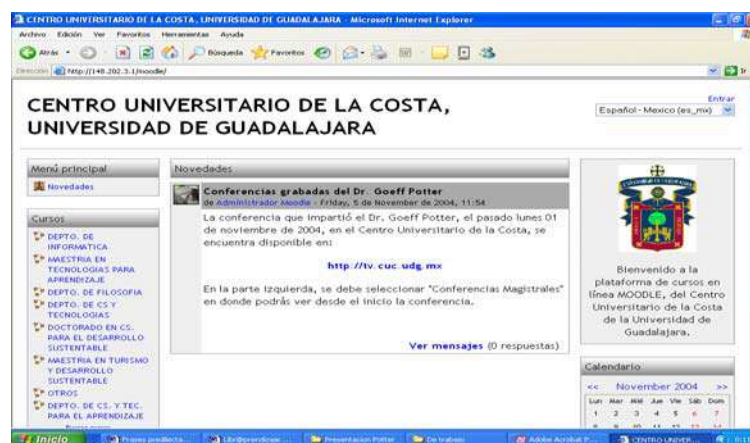 CENTRO UNIVERSITARIO DE LA COSTA, UNIVERSIDAD DE GUADALAJARA - Microsoft Internet Explorer
Archivo Edición Ver Favoritos Herramientas Ayuda
Atrás Búsqueda Favoritos
Dirección http://148.202.3.1/moodle/ Ir
CENTRO UNIVERSITARIO DE LA COSTA,
UNIVERSIDAD DE GUADALAJARA
Entrar
Español - Mexico (es_mx)
Menú principal
Novedades
Cursos
DEPTO. DE
INFORMATICA
MAESTRIA EN
TECNOLOGIAS PARA
APRENDIZAJE
DEPTO. DE FILOSOFIA
DEPTO. DE CS Y
TECNOLOGIAS
DOCTORADO EN CS.
PARA EL DESARROLLO
SUSTENTABLE
MAESTRIA EN TURISMO
Y DESARROLLO
SUSTENTABLE
OTROS
DEPTO. DE CS. Y TEC.
PARA EL APRENDIZAJE
Novedades
Conferencias grabadas del Dr. Goeff Potter
de Administrador Moodle - Friday, 5 de November de 2004, 11:54
La conferencia que impartió el Dr. Goeff Potter, el pasado lunes 01
de noviembre de 2004, en el Centro Universitario de la Costa, se
encuentra disponible en:
http://tv.cuc.udg.mx
En la parte izquierda, se debe seleccionar "Conferencias Magistrales"
en donde podrás ver desde el inicio la conferencia.
Ver mensajes (0 respuestas)
Bienvenido a la
plataforma de cursos en
línea MOODLE, del Centro
Universitario de la Costa
de la Universidad de
Guadalajara.
Calendario
<< November 2004 >>
Lun Mar Mié Jue Vie Sáb Dom
1 2 3 4 5 6 7
8 9 10 11 12 13 14
Inicio Presentacion Potter De trabajo Adobe Acrobat P... CENTRO UNIVER...